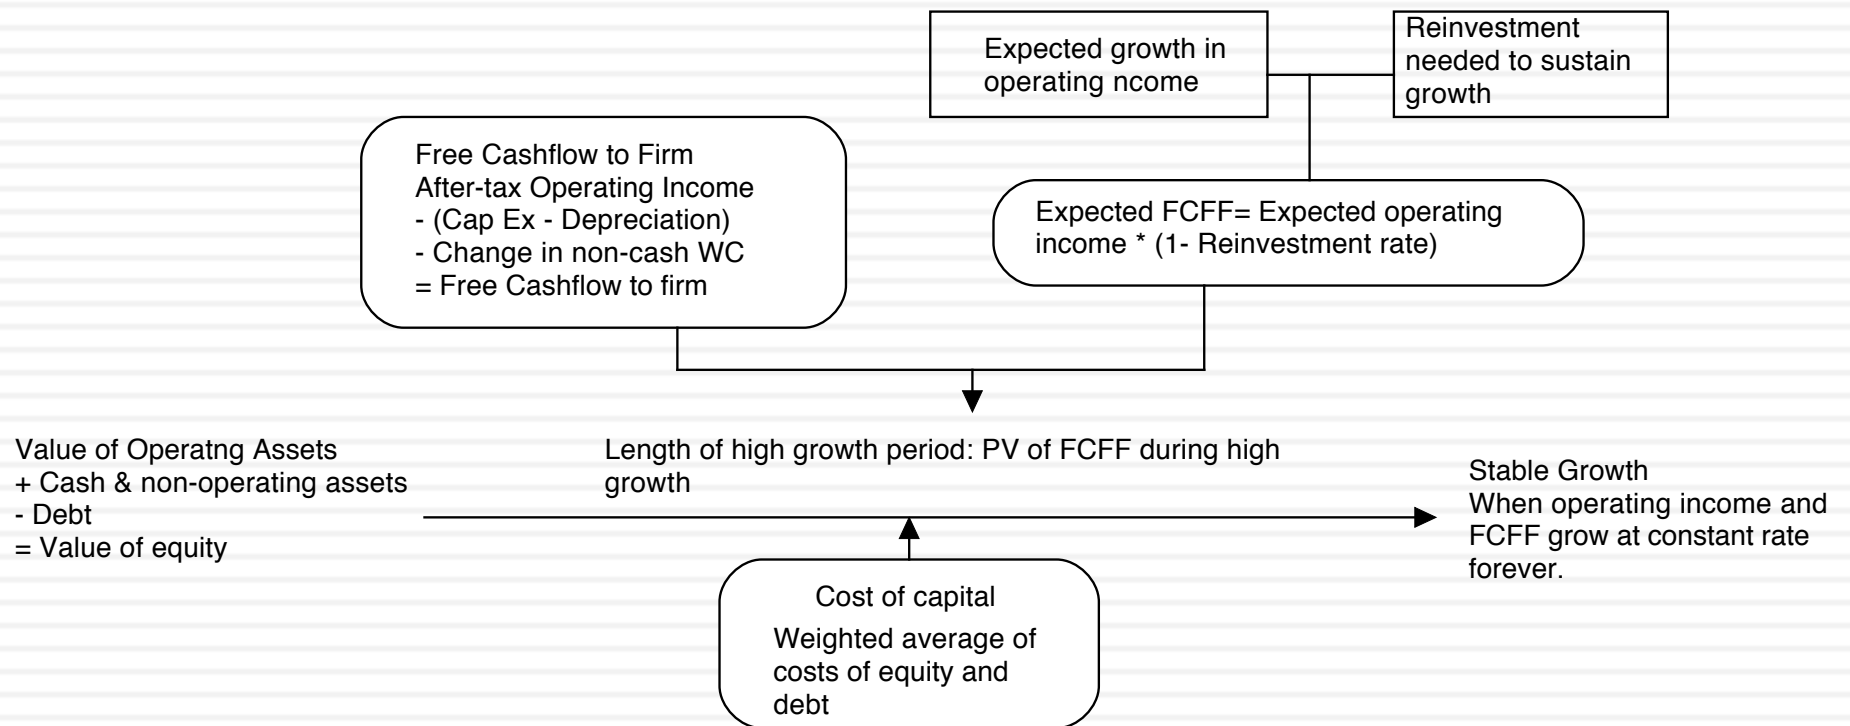 Expected growth in
operating ncome
Reinvestment
needed to sustain
growth
Free Cashflow to Firm
After-tax Operating Income
- (Cap Ex - Depreciation)
- Change in non-cash WC
= Free Cashflow to firm
Expected FCFF= Expected operating
income * (1- Reinvestment rate)
Value of Operatng Assets
+ Cash & non-operating assets
- Debt
= Value of equity
Length of high growth period: PV of FCFF during high
growth
Stable Growth
When operating income and
FCFF grow at constant rate
forever.
Cost of capital
Weighted average of
costs of equity and
debt